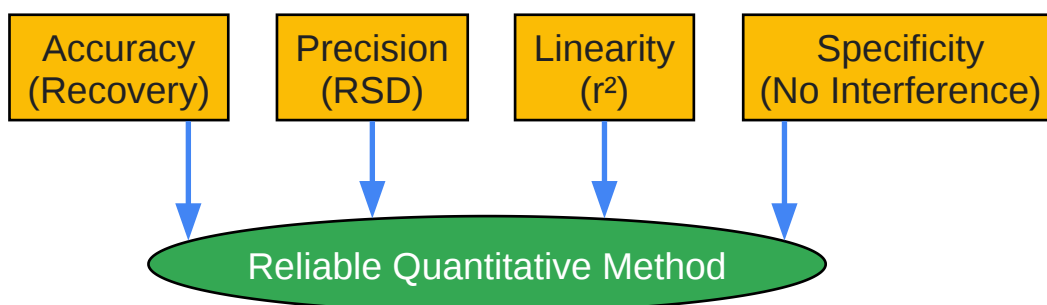 Accuracy
(Recovery)
Precision
(RSD)
Linearity
(r²)
Specificity
(No Interference)
Reliable Quantitative Method